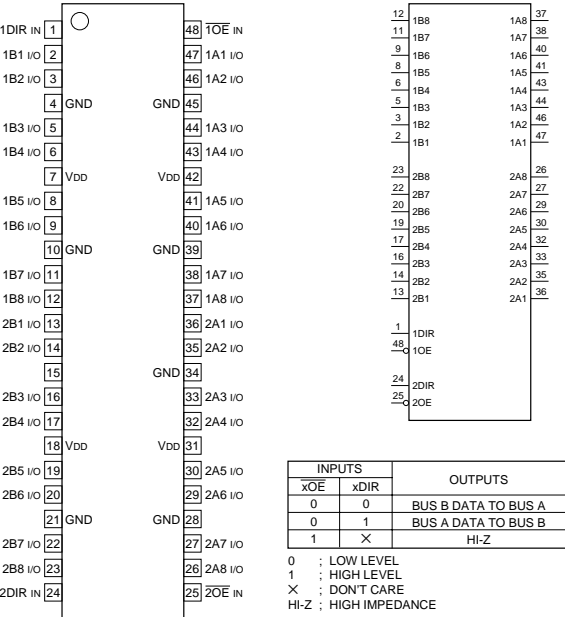 1DIR IN 1
1B1 I/O 2
1B2 I/O 3
4 GND
1B3 I/O 5
1B4 I/O 6
7 VDD
1B5 I/O 8
1B6 I/O 9
10 GND
1B7 I/O 11
1B8 I/O 12
2B1 I/O 13
2B2 I/O 14
15
2B3 I/O 16
2B4 I/O 17
18 VDD
2B5 I/O 19
2B6 I/O 20
21 GND
2B7 I/O 22
2B8 I/O 23
2DIR IN 24
48 1OE IN
47 1A1 I/O
46 1A2 I/O
GND 45
44 1A3 I/O
43 1A4 I/O
VDD 42
41 1A5 I/O
40 1A6 I/O
GND 39
38 1A7 I/O
37 1A8 I/O
36 2A1 I/O
35 2A2 I/O
GND 34
33 2A3 I/O
32 2A4 I/O
VDD 31
30 2A5 I/O
29 2A6 I/O
GND 28
27 2A7 I/O
26 2A8 I/O
25 2OE IN
12 1B8 1A8 37
11 1B7 1A7 38
9 1B6 1A6 40
8 1B5 1A5 41
6 1B4 1A4 43
5 1B3 1A3 44
3 1B2 1A2 46
2 1B1 1A1 47
23 2B8 2A8 26
22 2B7 2A7 27
20 2B6 2A6 29
19 2B5 2A5 30
17 2B4 2A4 32
16 2B3 2A3 33
14 2B2 2A2 35
13 2B1 2A1 36
1 1DIR
48 1OE
24 2DIR
25 2OE
INPUTS OUTPUTS
xOE xDIR
0 0 BUS B DATA TO BUS A
0 1 BUS A DATA TO BUS B
1 × HI-Z
0 ; LOW LEVEL
1 ; HIGH LEVEL
× ; DON'T CARE
HI-Z ; HIGH IMPEDANCE